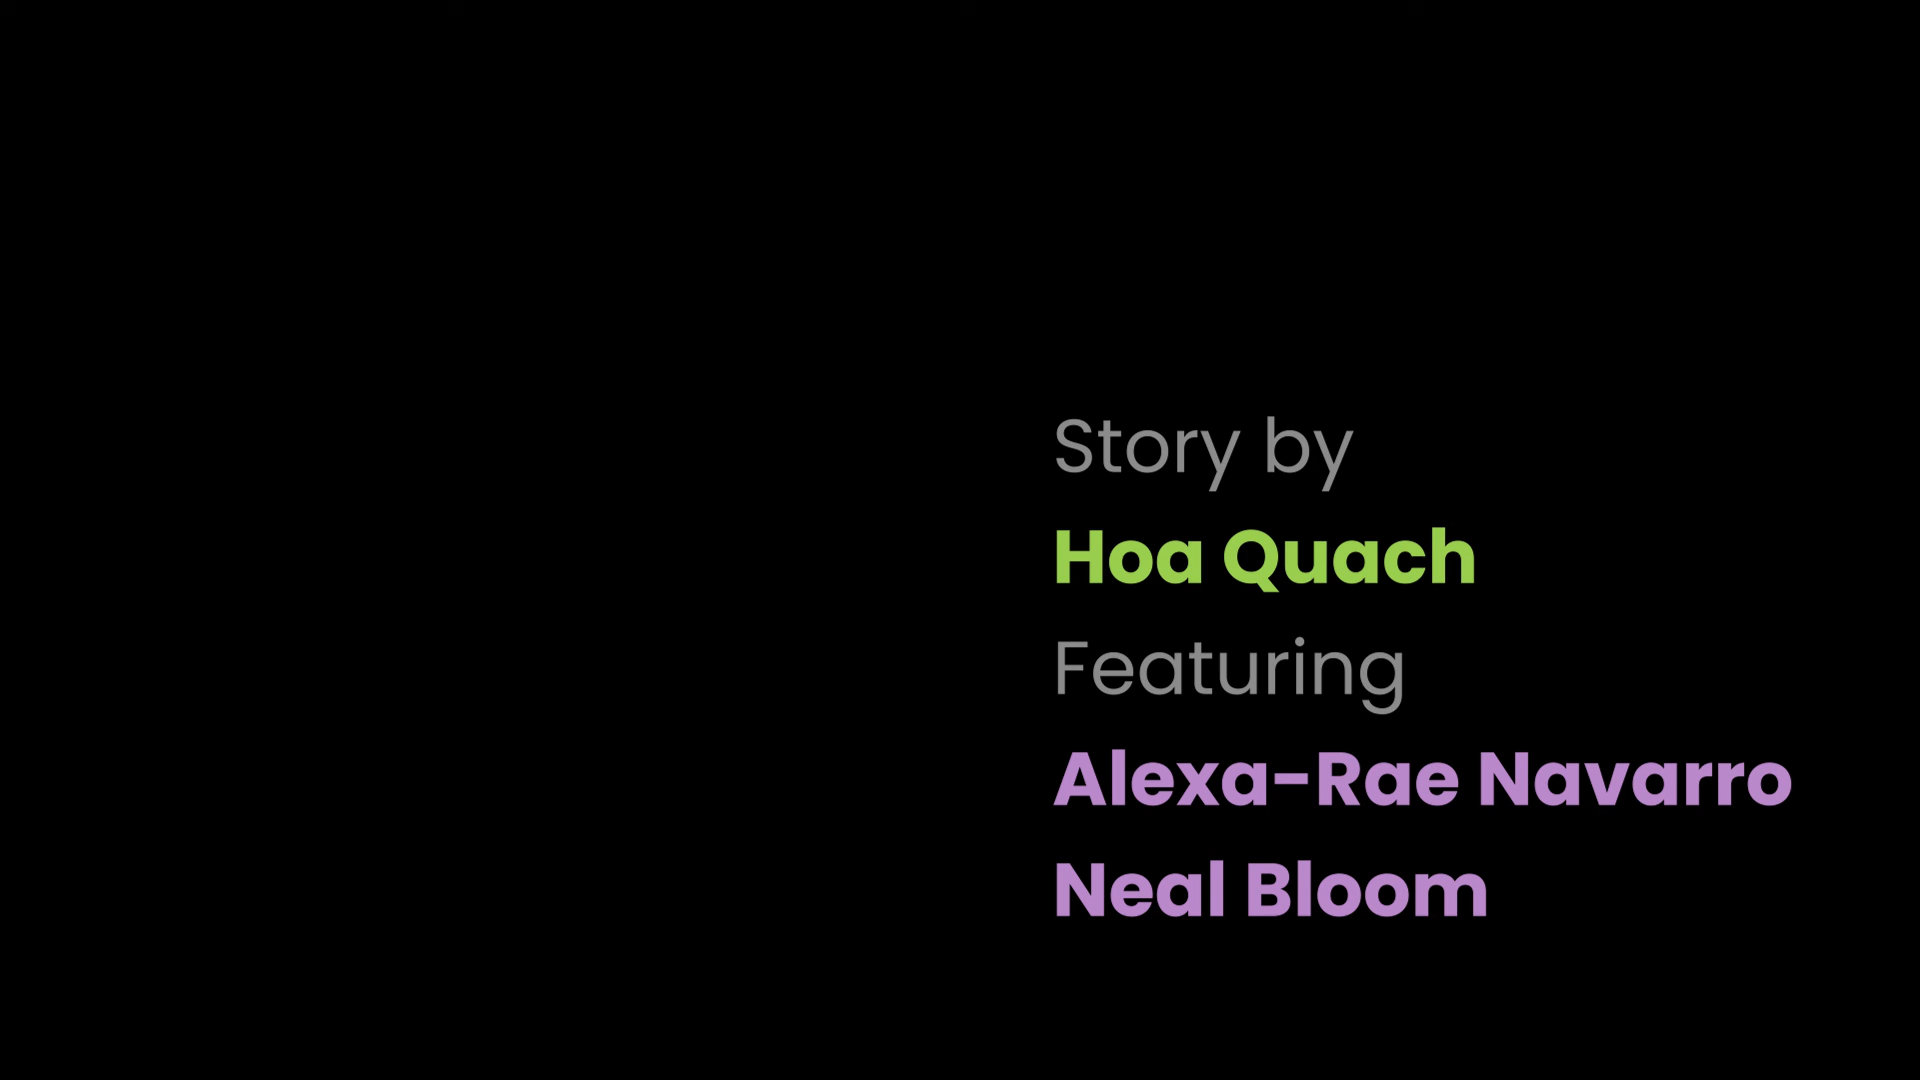 Story by
Hoa Quach
Featuring
Alexa-Rae Navarro
Neal Bloom